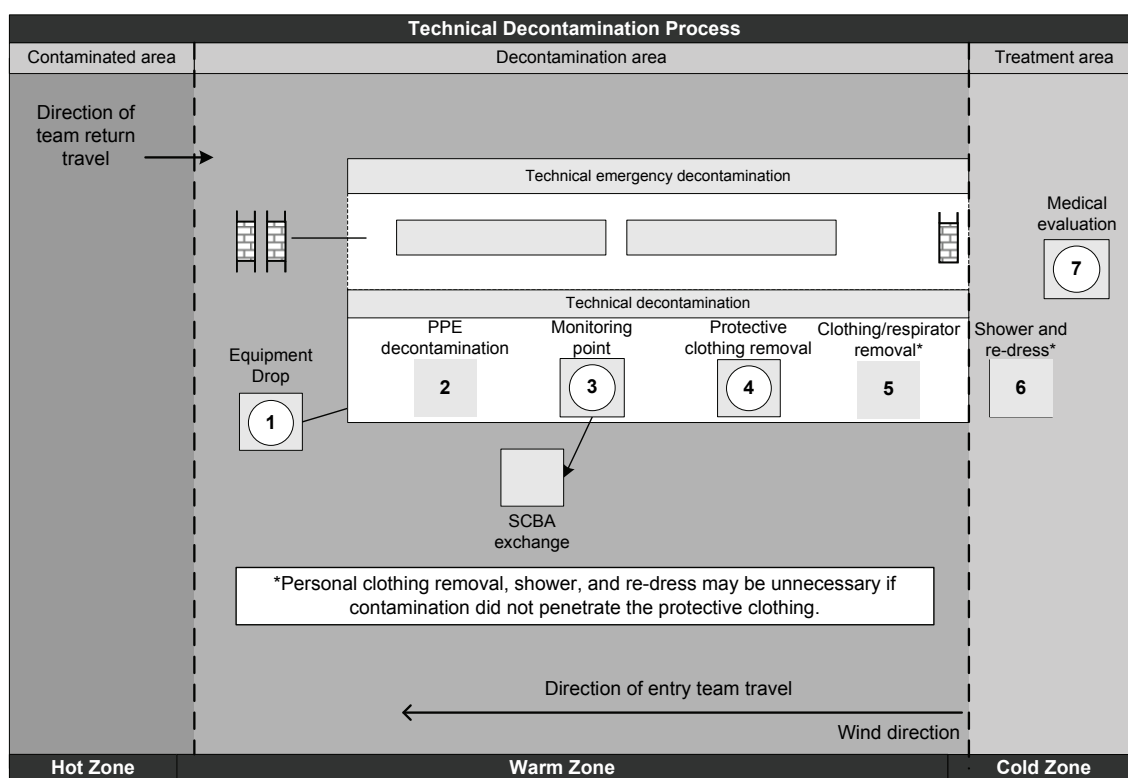 Technical Decontamination Process
Contaminated area
Decontamination area
Treatment area
Direction of
team return
travel
Technical emergency decontamination
Medical
evaluation
7
Technical decontamination
PPE
decontamination
Monitoring
point
Protective
clothing removal
Clothing/respirator
removal*
Shower and
re-dress*
Equipment
Drop
1
2
3
4
5
6
SCBA
exchange
*Personal clothing removal, shower, and re-dress may be unnecessary if
contamination did not penetrate the protective clothing.
Direction of entry team travel
Wind direction
Hot Zone
Warm Zone
Cold Zone